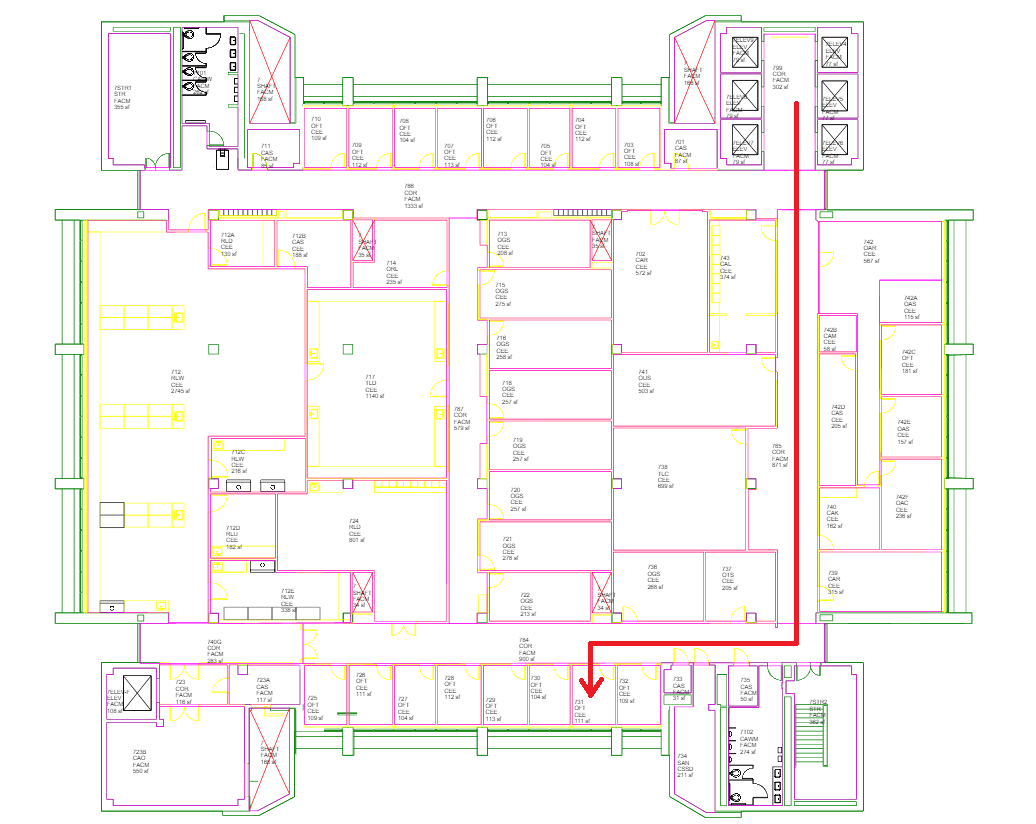 7STR1
STR
FACM
355 sf
SHAFT
FACM
168 sf
711
CAS
FACM
710
OFT
CEE
109 sf
709
OFT
CEE
112 sf
708
OFT
CEE
104 sf
707
OFT
CEE
113 sf
706
OFT
CEE
112 sf
705
OFT
CEE
104 sf
704
OFT
CEE
112 sf
703
OFT
CEE
108 sf
701
CAS
FACM
87 sf
SHAFT
FACM
799
COR
FACM
302 sf
788
COR
FACM
1333 sf
712A
RLD
CEE
130 sf
712B
CAS
CEE
168 sf
SHAFT
FACM
35 sf
714
ORL
CEE
235 sf
713
OGS
CEE
208 sf
SHAFT
FACM
35 sf
702
CAR
CEE
572 sf
743
CAL
CEE
374 sf
742
OAR
CEE
567 sf
715
OGS
CEE
275 sf
742A
OAS
CEE
115 sf
742B
CAM
CEE
58 sf
716
OGS
CEE
258 sf
742C
OFT
CEE
181 sf
712
RLW
CEE
2745 sf
717
TLD
CEE
1140 sf
718
OGS
CEE
257 sf
741
OUS
CEE
503 sf
787
COR
FACM
579 sf
742D
CAS
CEE
205 sf
742E
OAS
CEE
157 sf
719
OGS
CEE
257 sf
785
COR
FACM
871 sf
712C
RLW
CEE
216 sf
738
TLC
CEE
699 sf
720
OGS
CEE
257 sf
742F
OAC
CEE
236 sf
740
CAK
CEE
162 sf
712D
RLD
CEE
182 sf
724
RLD
CEE
801 sf
721
OGS
CEE
278 sf
736
OGS
CEE
268 sf
737
OTS
CEE
205 sf
739
CAR
CEE
315 sf
712E
RLW
CEE
338 sf
SHAFT
FACM
34 sf
722
OGS
CEE
213 sf
SHAFT
FACM
34 sf
740G
COR
FACM
283 sf
784
COR
FACM
900 sf
7ELEV-F
ELEV
FACM
108 sf
723
COR
FACM
116 sf
723A
CAS
FACM
117 sf
725
OFT
CEE
109 sf
726
OFT
CEE
111 sf
727
OFT
CEE
104 sf
728
OFT
CEE
112 sf
729
OFT
CEE
113 sf
730
OFT
CEE
104 sf
731
OFT
CEE
111 sf
732
OFT
CEE
109 sf
733
CAS
FACM
31 sf
735
CAS
FACM
50 sf
7STR2
STR
FACM
382 sf
723B
CAO
FACM
550 sf
SHAFT
FACM
168 sf
734
SAN
CSSD
211 sf
7T02
CAWM
FACM
274 sf